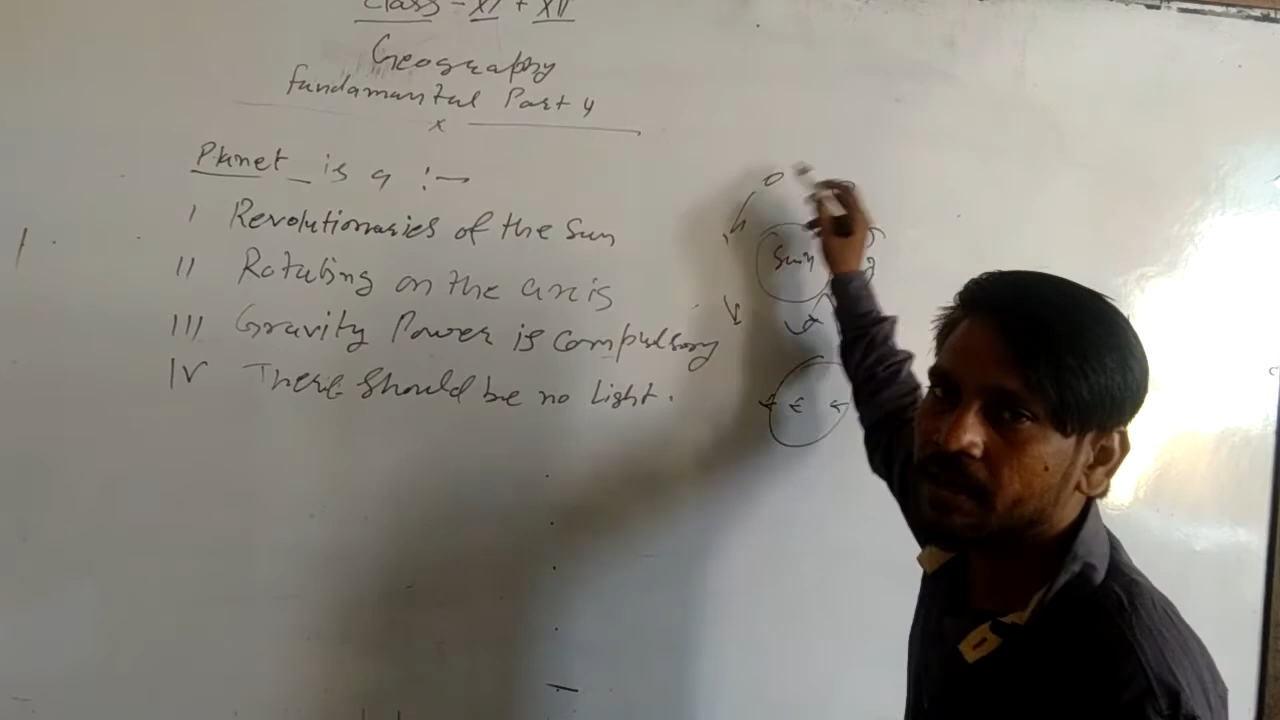 Class - XI + XII
Geography
Fundamantal Part 4
x
Planet is a :-
I Revolutionaries of the Sun
II Rotating on the axis
III Gravity Power is compulsory
IV There should be no Light.
Sun